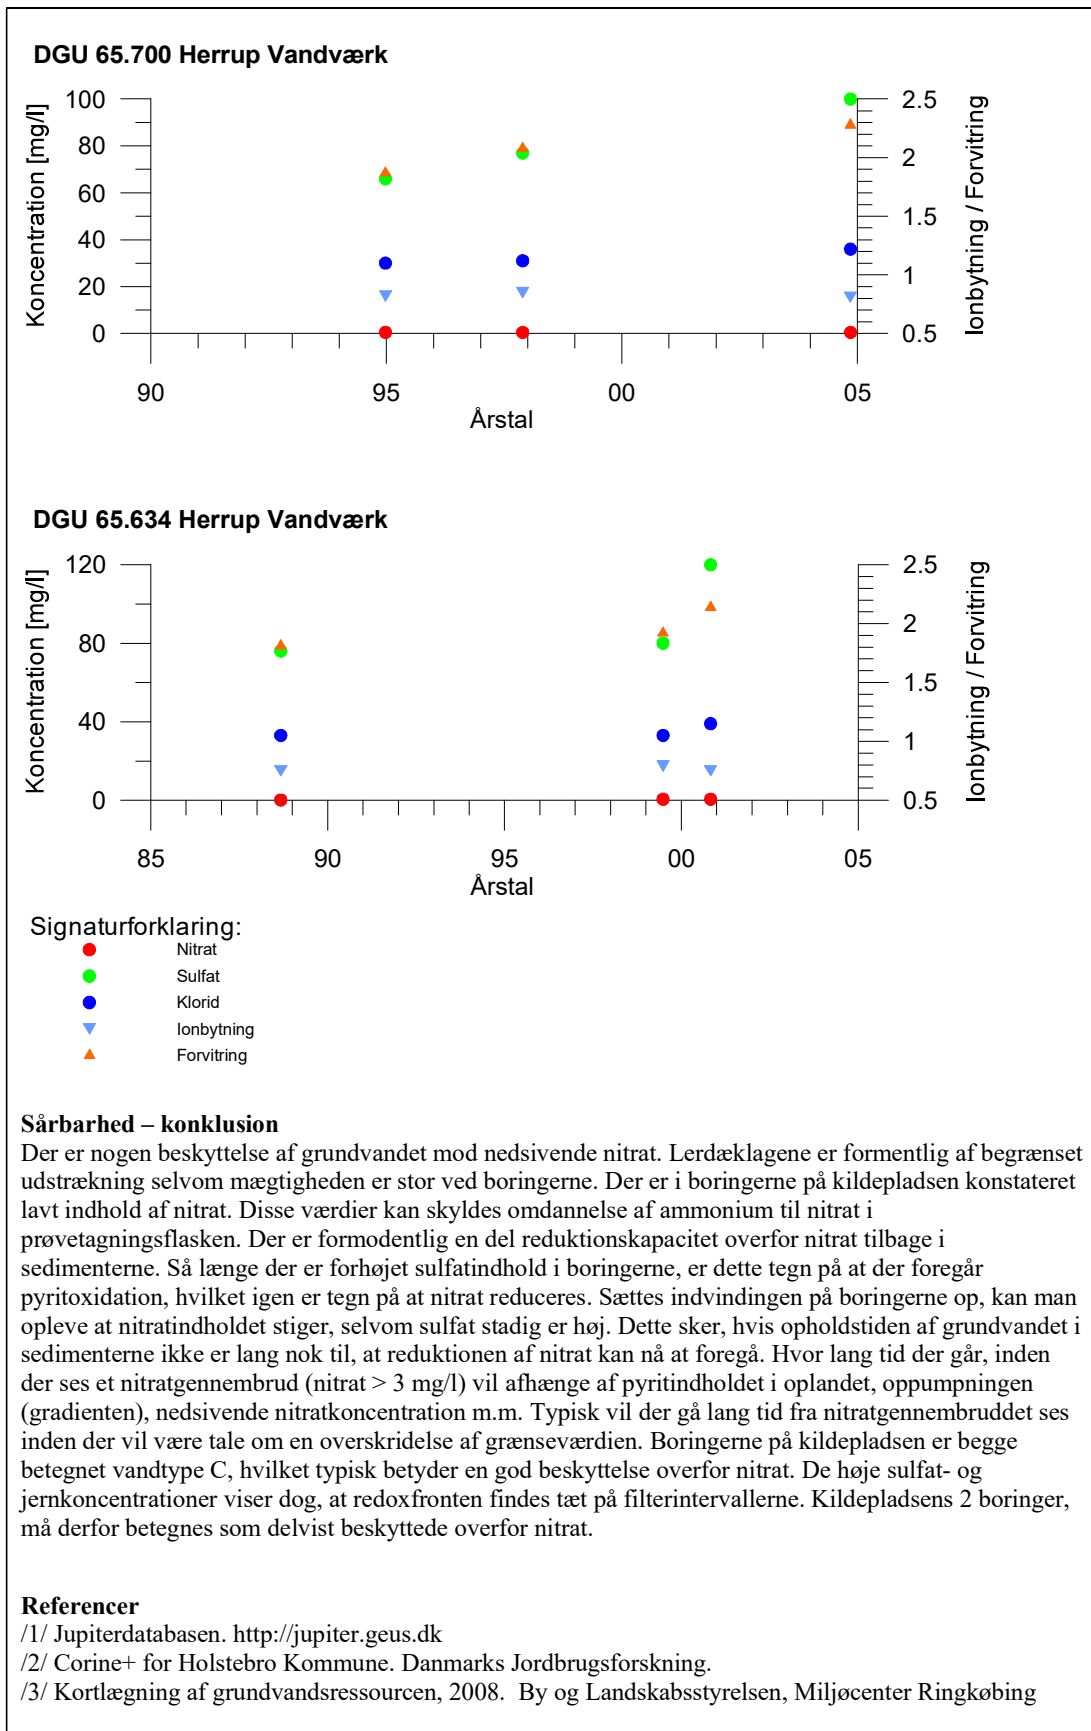 DGU 65.700 Herrup Vandværk
Koncentration [mg/l]
100
80
60
40
20
0
2.5
2
1.5
1
0.5
Ionbytning / Forvitring
90 95 00 05
Årstal
DGU 65.634 Herrup Vandværk
Koncentration [mg/l]
120
80
40
0
2.5
2
1.5
1
0.5
Ionbytning / Forvitring
85 90 95 00 05
Årstal
Signaturforklaring:
Nitrat
Sulfat
Klorid
Ionbytning
Forvitring
Sårbarhed – konklusion
Der er nogen beskyttelse af grundvandet mod nedsivende nitrat. Lerdæklagene er formentlig af begrænset
udstrækning selvom mægtigheden er stor ved boringerne. Der er i boringerne på kildepladsen konstateret
lavt indhold af nitrat. Disse værdier kan skyldes omdannelse af ammonium til nitrat i
prøvetagningsflasken. Der er formodentlig en del reduktionskapacitet overfor nitrat tilbage i
sedimenterne. Så længe der er forhøjet sulfatindhold i boringerne, er dette tegn på at der foregår
pyritoxidation, hvilket igen er tegn på at nitrat reduceres. Sættes indvindingen på boringerne op, kan man
opleve at nitratindholdet stiger, selvom sulfat stadig er høj. Dette sker, hvis opholdstiden af grundvandet i
sedimenterne ikke er lang nok til, at reduktionen af nitrat kan nå at foregå. Hvor lang tid der går, inden
der ses et nitratgennembrud (nitrat > 3 mg/l) vil afhænge af pyritindholdet i oplandet, oppumpningen
(gradienten), nedsivende nitratkoncentration m.m. Typisk vil der gå lang tid fra nitratgennembruddet ses
inden der vil være tale om en overskridelse af grænseværdien. Boringerne på kildepladsen er begge
betegnet vandtype C, hvilket typisk betyder en god beskyttelse overfor nitrat. De høje sulfat- og
jernkoncentrationer viser dog, at redoxfronten findes tæt på filterintervallerne. Kildepladsens 2 boringer,
må derfor betegnes som delvist beskyttede overfor nitrat.
Referencer
/1/ Jupiterdatabasen. http://jupiter.geus.dk
/2/ Corine+ for Holstebro Kommune. Danmarks Jordbrugsforskning.
/3/ Kortlægning af grundvandsressourcen, 2008. By og Landskabsstyrelsen, Miljøcenter Ringkøbing